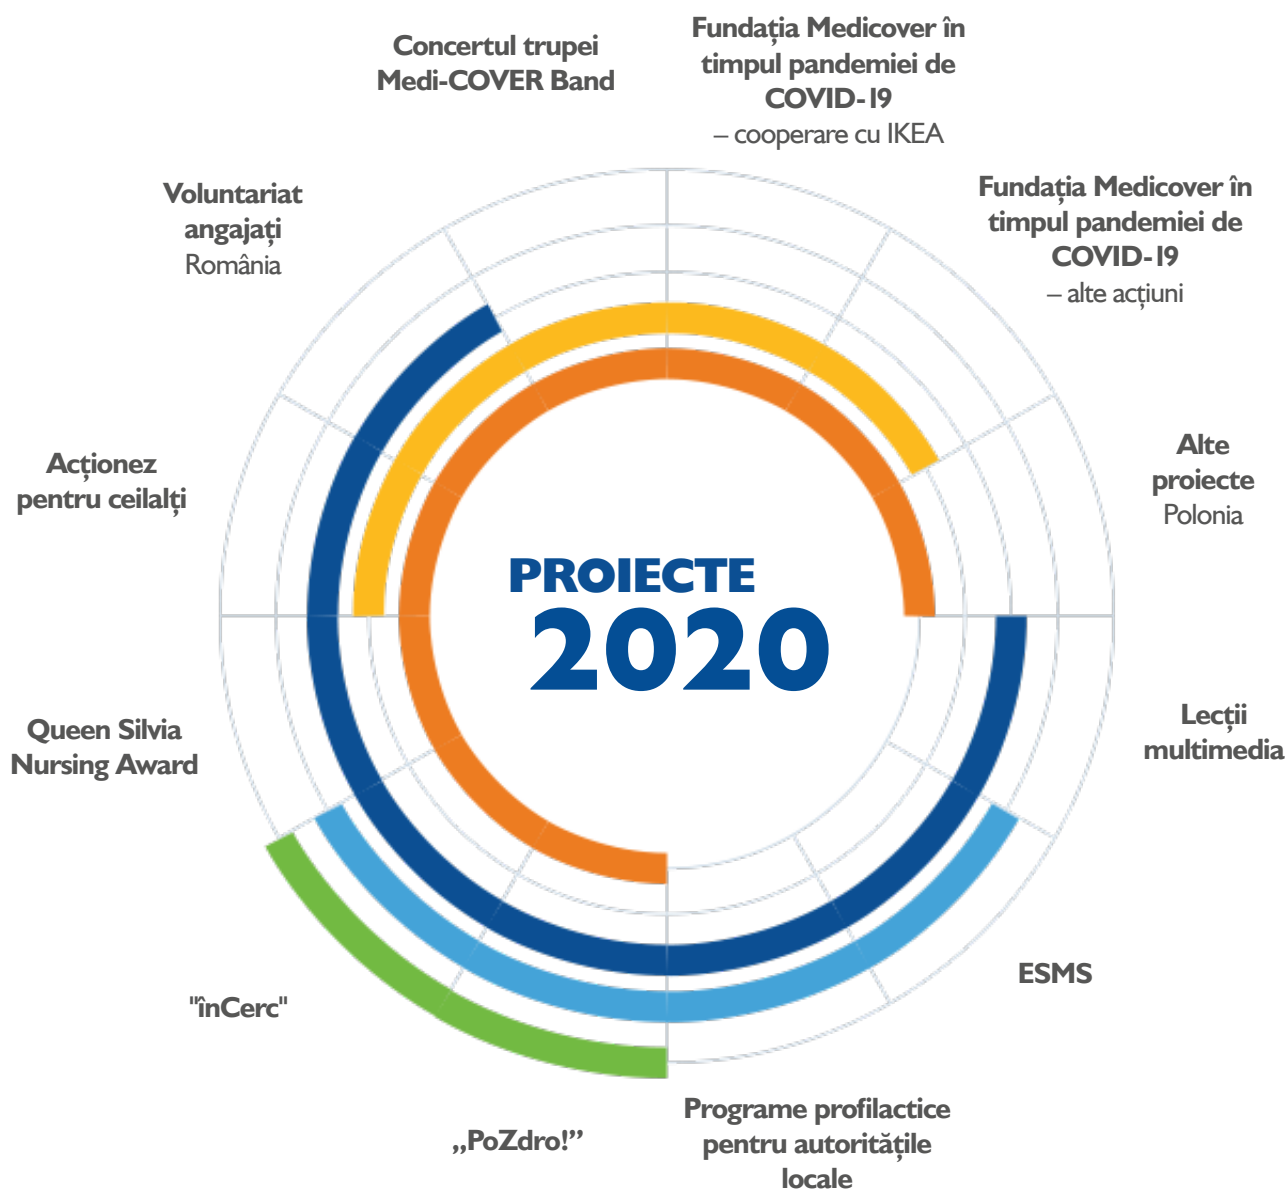 Concertul trupei
Medi-COVER Band
Fundația Medicover în
timpul pandemiei de
COVID-19
– cooperare cu IKEA
Fundația Medicover în
timpul pandemiei de
COVID-19
– alte acțiuni
Voluntariat
angajați
România
Alte
proiecte
Polonia
Acționez
pentru ceilalți
PROIECTE
2020
Lecții
multimedia
Queen Silvia
Nursing Award
ESMS
"înCerc"
„PoZdro!”
Programe profilactice
pentru autoritățile
locale